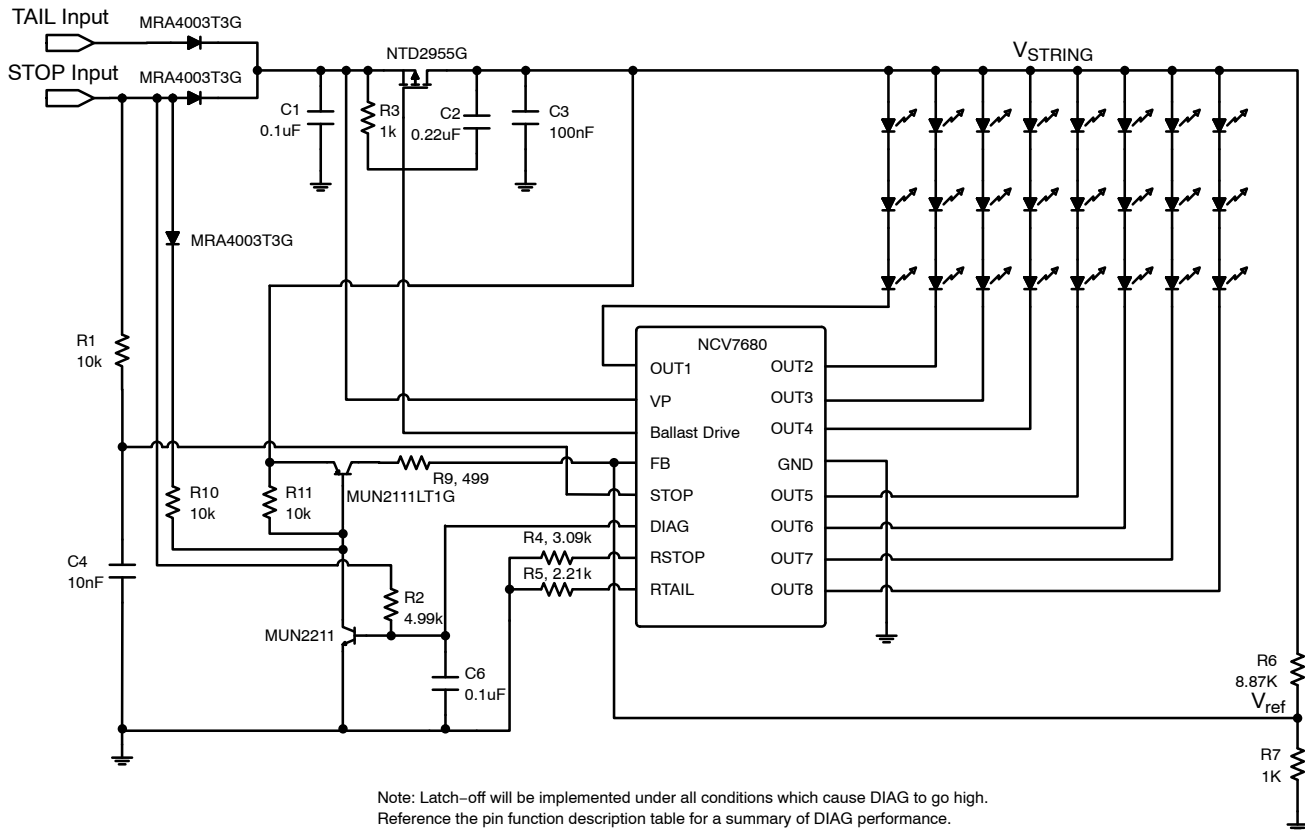 TAIL Input
MRA4003T3G
STOP Input
MRA4003T3G
NTD2955G
VSTRING
C1
0.1uF
R3
1k
C2
0.22uF
C3
100nF
MRA4003T3G
R1
10k
NCV7680
OUT1
VP
Ballast Drive
FB
STOP
DIAG
RSTOP
RTAIL
OUT2
OUT3
OUT4
GND
OUT5
OUT6
OUT7
OUT8
R9, 499
MUN2111LT1G
R10
10k
R11
10k
R4, 3.09k
R5, 2.21k
C4
10nF
R2
4.99k
MUN2211
C6
0.1uF
R6
8.87K
Vref
R7
1K
Note: Latch–off will be implemented under all conditions which cause DIAG to go high.
Reference the pin function description table for a summary of DIAG performance.